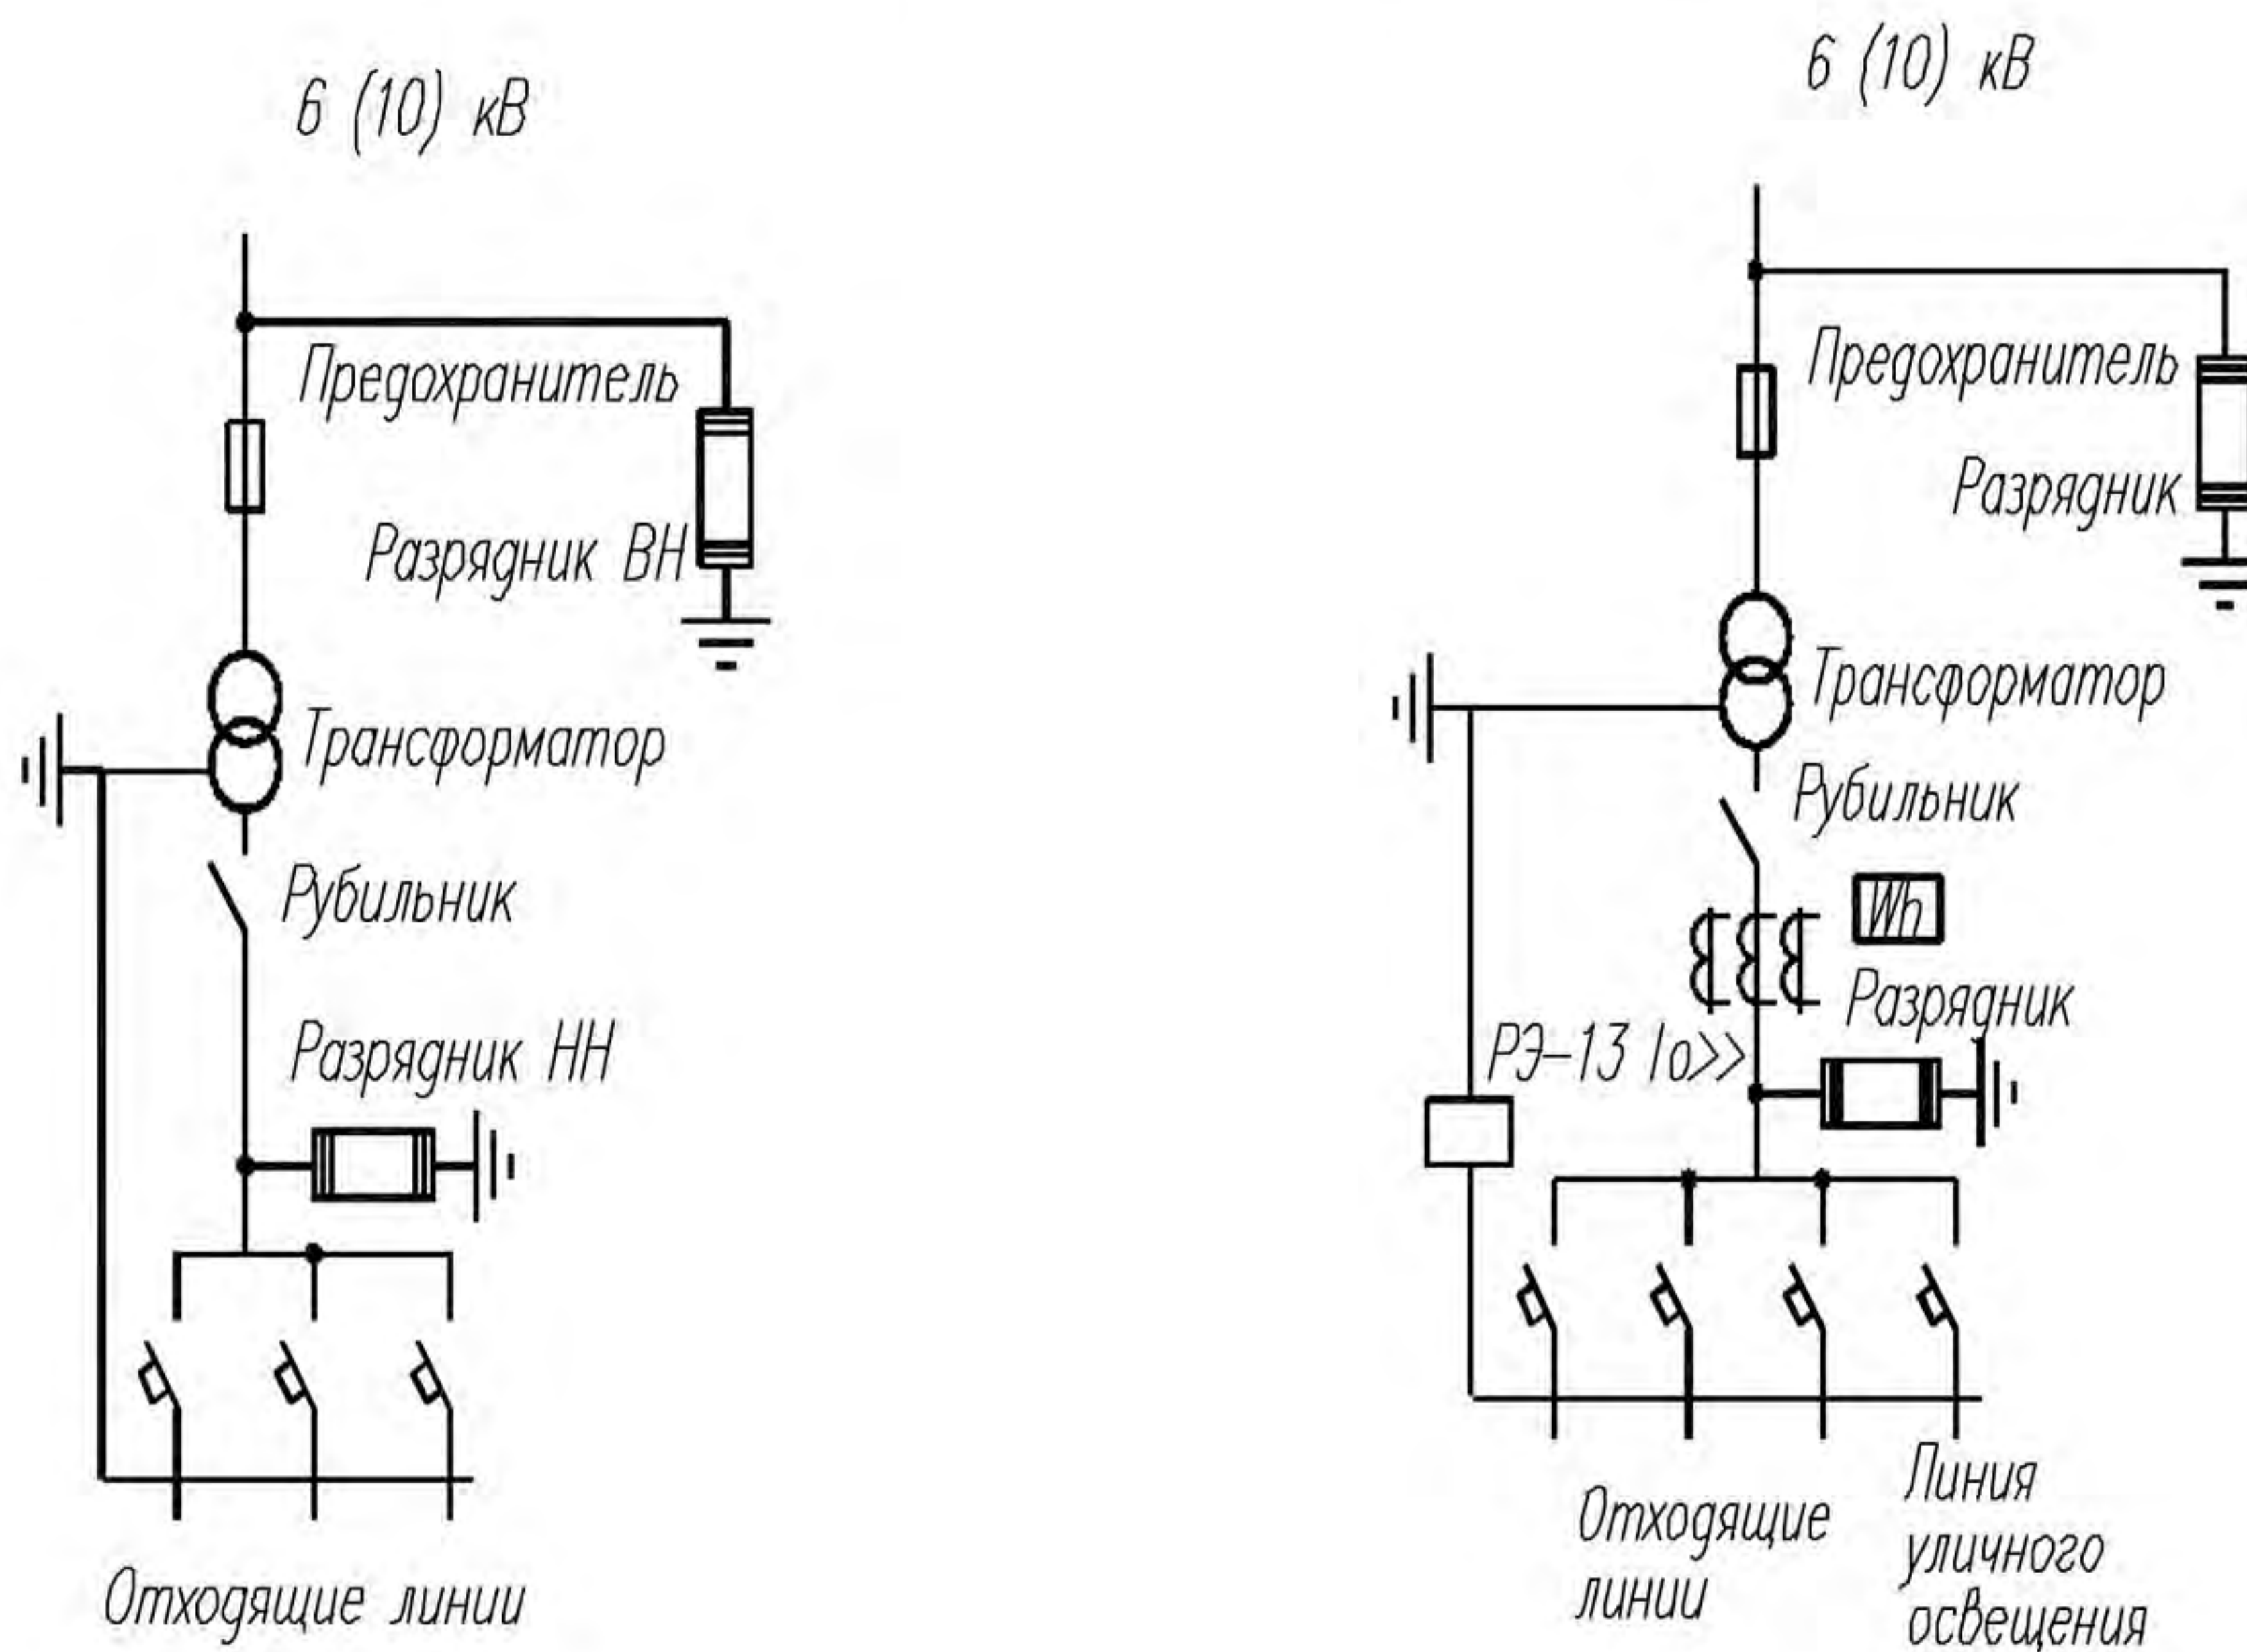 6 (10) кВ
Предохранитель
Разрядник ВН
Трансформатор
Рубильник
Разрядник НН
Отходящие линии
6 (10) кВ
Предохранитель
Разрядник
Трансформатор
Рубильник
Wh
Разрядник
РЭ-13 Io>>
Отходящие
линии
Линия
уличного
освещения